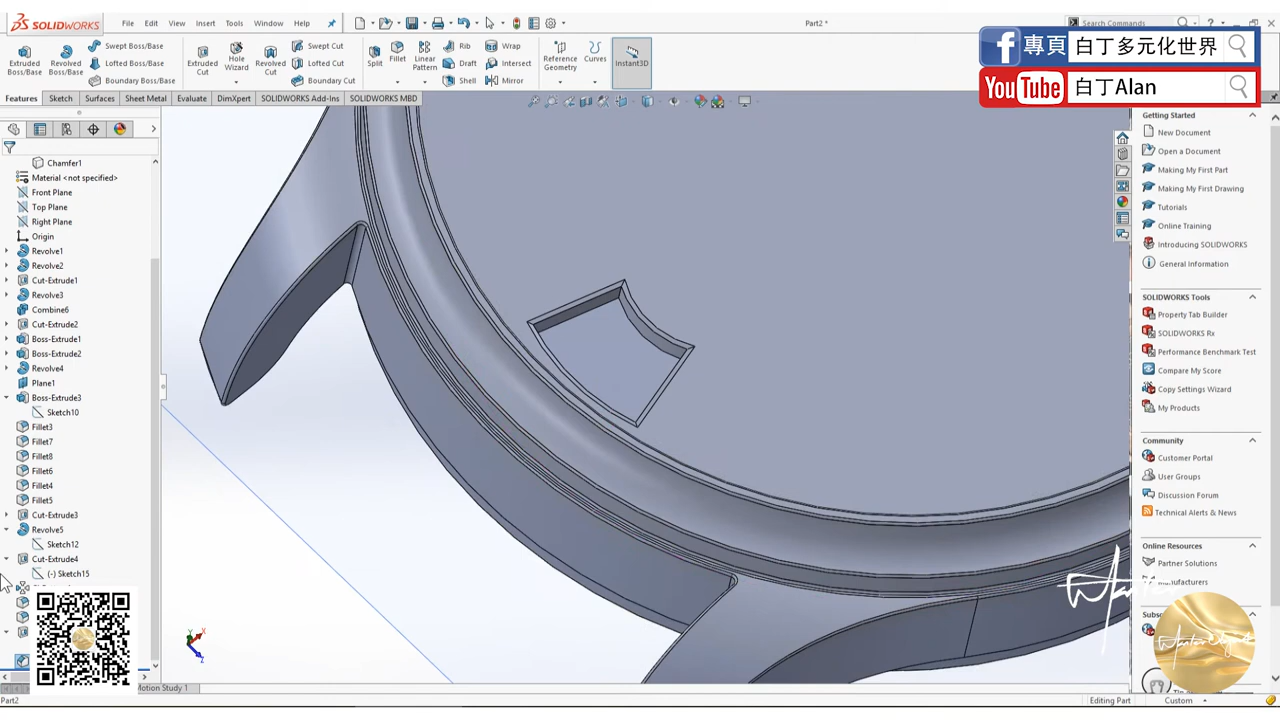 SOLIDWORKS
File Edit View Insert Tools Window Help
Part2 *
Search Commands
Extruded Boss/Base
Revolved Boss/Base
Swept Boss/Base
Lofted Boss/Base
Boundary Boss/Base
Extruded Cut
Hole Wizard
Revolved Cut
Swept Cut
Lofted Cut
Boundary Cut
Split
Fillet
Linear Pattern
Rib
Draft
Shell
Wrap
Intersect
Mirror
Reference Geometry
Curves
Instant3D
專頁 白丁多元化世界
YouTube 白丁Alan
Features Sketch Surfaces Sheet Metal Evaluate DimXpert SOLIDWORKS Add-Ins SOLIDWORKS MBD
Chamfer1
Material <not specified>
Front Plane
Top Plane
Right Plane
Origin
Revolve1
Revolve2
Cut-Extrude1
Revolve3
Combine6
Cut-Extrude2
Boss-Extrude1
Boss-Extrude2
Revolve4
Plane1
Boss-Extrude3
Sketch10
Fillet3
Fillet7
Fillet8
Fillet6
Fillet4
Fillet5
Cut-Extrude3
Revolve5
Sketch12
Cut-Extrude4
(-) Sketch15
Getting Started
New Document
Open a Document
Making My First Part
Making My First Drawing
Tutorials
Online Training
Introducing SOLIDWORKS
General Information
SOLIDWORKS Tools
Property Tab Builder
SOLIDWORKS Rx
Performance Benchmark Test
Compare My Score
Copy Settings Wizard
My Products
Community
Customer Portal
User Groups
Discussion Forum
Technical Alerts & News
Online Resources
Partner Solutions
Manufacturers
Motion Study 1
Part2
Editing Part
Custom